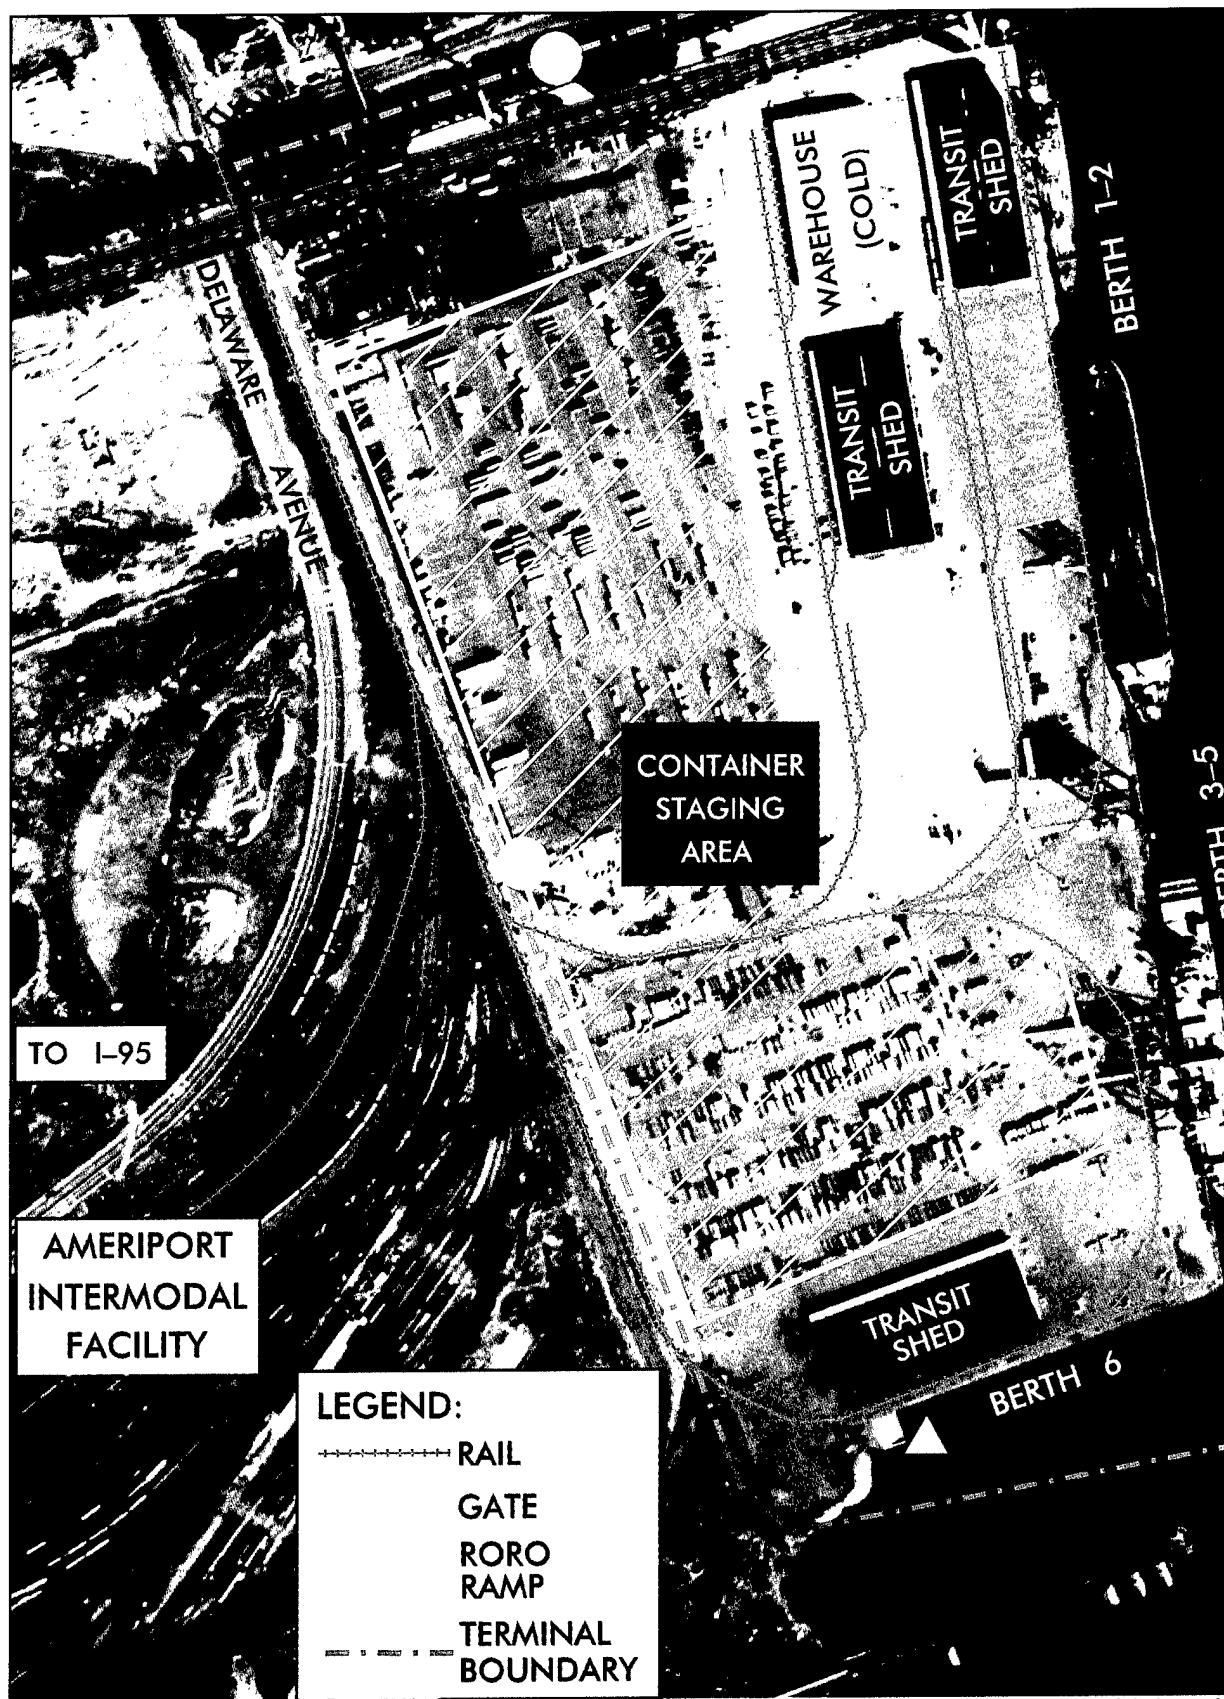 WAREHOUSE
(COLD)
TRANSIT
SHED
BERTH 1–2
DELAWARE
AVENUE
TRANSIT
SHED
CONTAINER
STAGING
AREA
BERTH 3–5
TO I–95
AMERIPORT
INTERMODAL
FACILITY
TRANSIT
SHED
BERTH 6
LEGEND:
RAIL
GATE
RORO
RAMP
TERMINAL
BOUNDARY